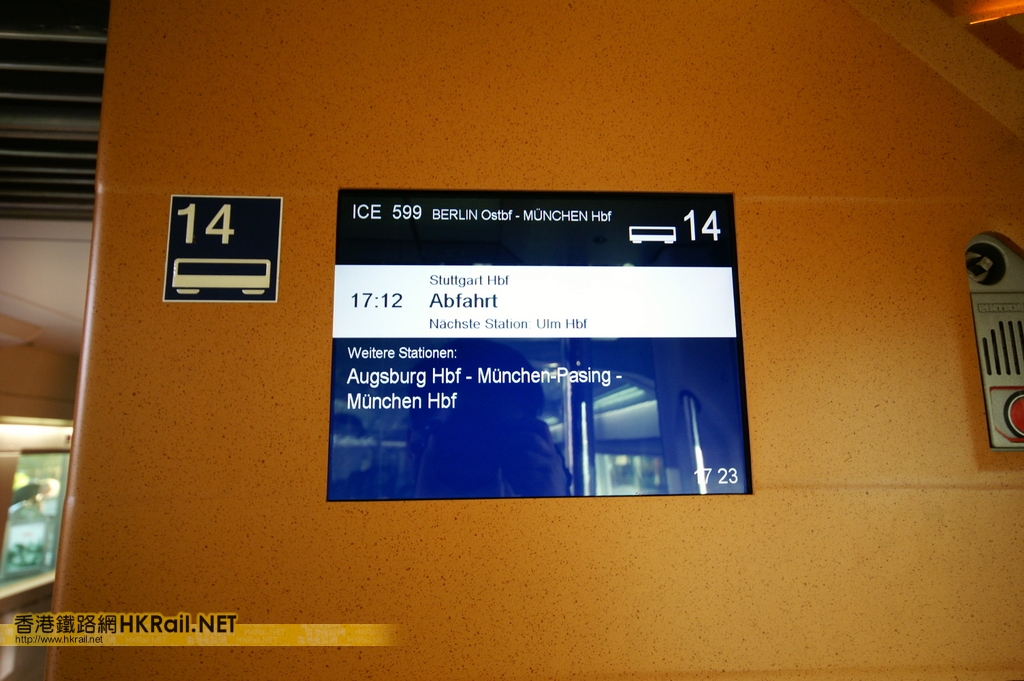 14
ICE 599 BERLIN Ostbf - MÜNCHEN Hbf
14
Stuttgart Hbf
17:12 Abfahrt
Nächste Station: Ulm Hbf
Weitere Stationen:
Augsburg Hbf - München-Pasing -
München Hbf
17 23
香港鐵路網HKRail.NET
http://www.hkrail.net